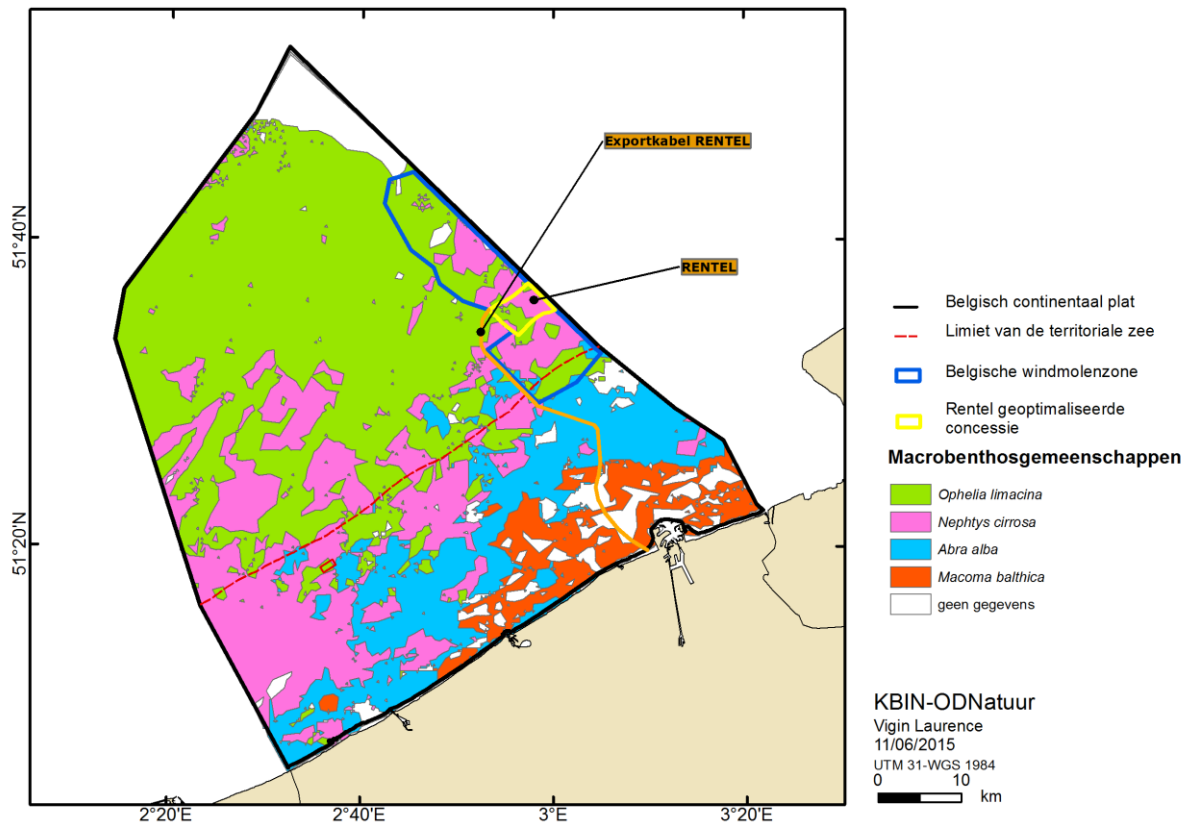 Exportkabel RENTEL
RENTEL
51°40'N
51°20'N
2°20'E
2°40'E
3°E
3°20'E
Belgisch continentaal plat
Limiet van de territoriale zee
Belgische windmolenzone
Rentel geoptimaliseerde
concessie
Macrobenthosgemeenschappen
Ophelia limacina
Nephtys cirrosa
Abra alba
Macoma balthica
geen gegevens
KBIN-ODNatuur
Vigin Laurence
11/06/2015
UTM 31-WGS 1984
0 10
km